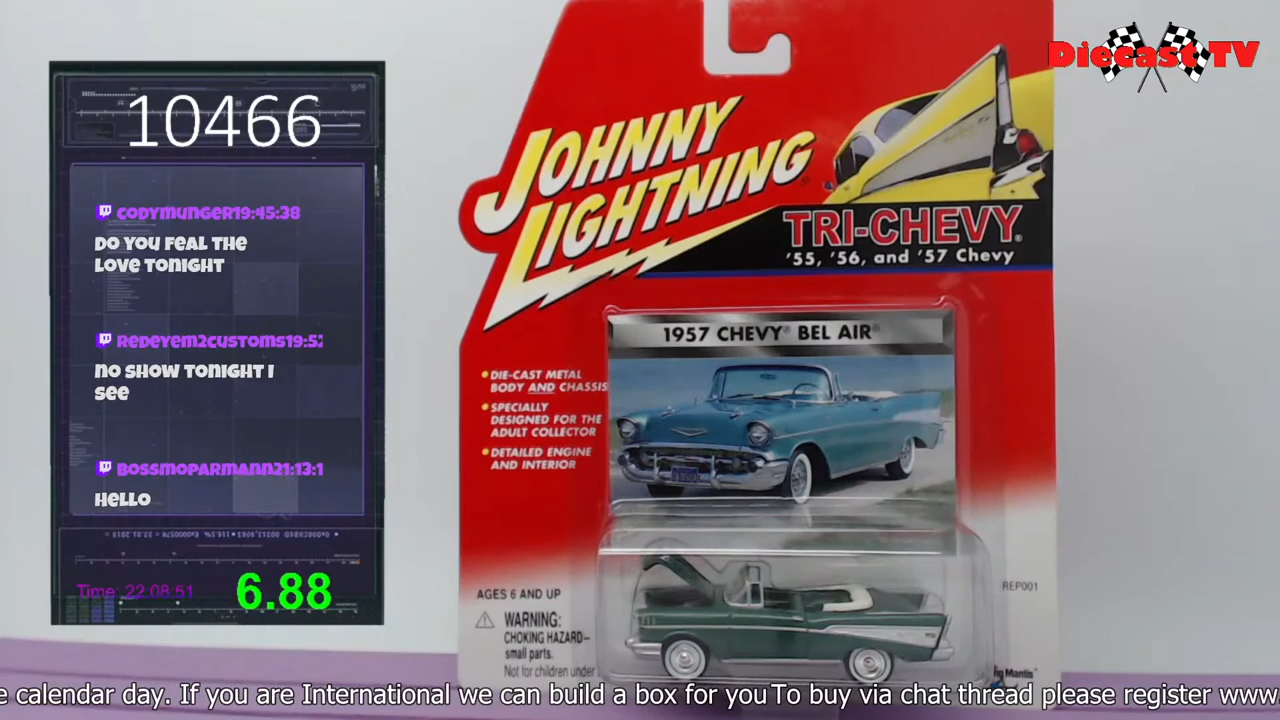 10466
codymunger19:45:38
Do you feal the
love tonight
Redeyem2customs19:5
No show tonight I
see
Bossmoparmann21:13:1
Hello
Time: 22:08:51
6.88
Diecast TV
JOHNNY
LIGHTNING
TRI-CHEVY®
'55, '56, and '57 Chevy
1957 CHEVY® BEL AIR®
DIE-CAST METAL
BODY AND CHASSIS
SPECIALLY
DESIGNED FOR THE
ADULT COLLECTOR
DETAILED ENGINE
AND INTERIOR
AGES 6 AND UP
WARNING:
CHOKING HAZARD–
small parts.
Not for children under
REP001
Mantis
e calendar day. If you are International we can build a box for you To buy via chat thread please register www.